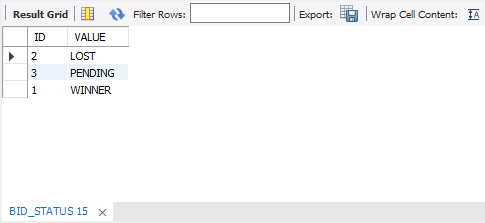 Result Grid Filter Rows: Export: Wrap Cell Content:
ID VALUE
2 LOST
3 PENDING
1 WINNER
BID_STATUS 15